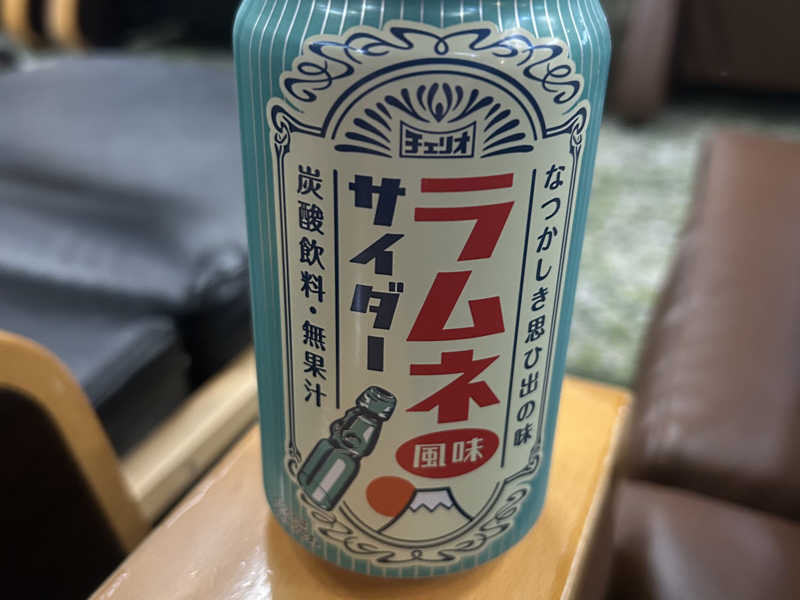 チェリオ
なつかしき思ひ出の味
ラムネ
風味
サイダー
炭酸飲料・無果汁